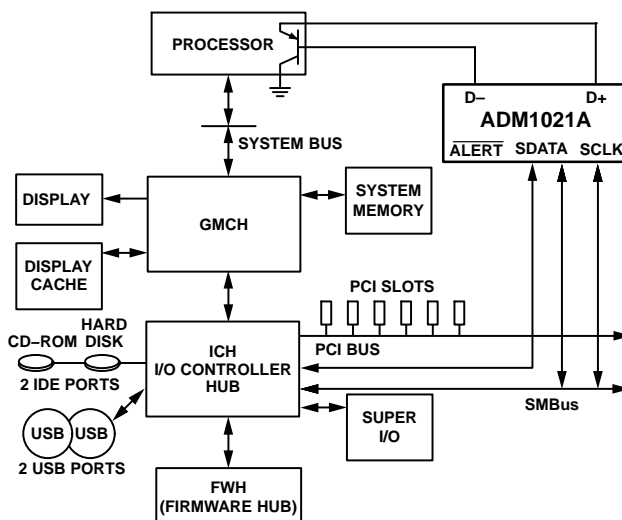 PROCESSOR
D– D+
ADM1021A
ALERT SDATA SCLK
SYSTEM BUS
DISPLAY
GMCH
SYSTEM
MEMORY
DISPLAY
CACHE
PCI SLOTS
CD–ROM
HARD
DISK
ICH
I/O CONTROLLER
HUB
PCI BUS
2 IDE PORTS
SMBus
USB USB
SUPER
I/O
2 USB PORTS
FWH
(FIRMWARE HUB)